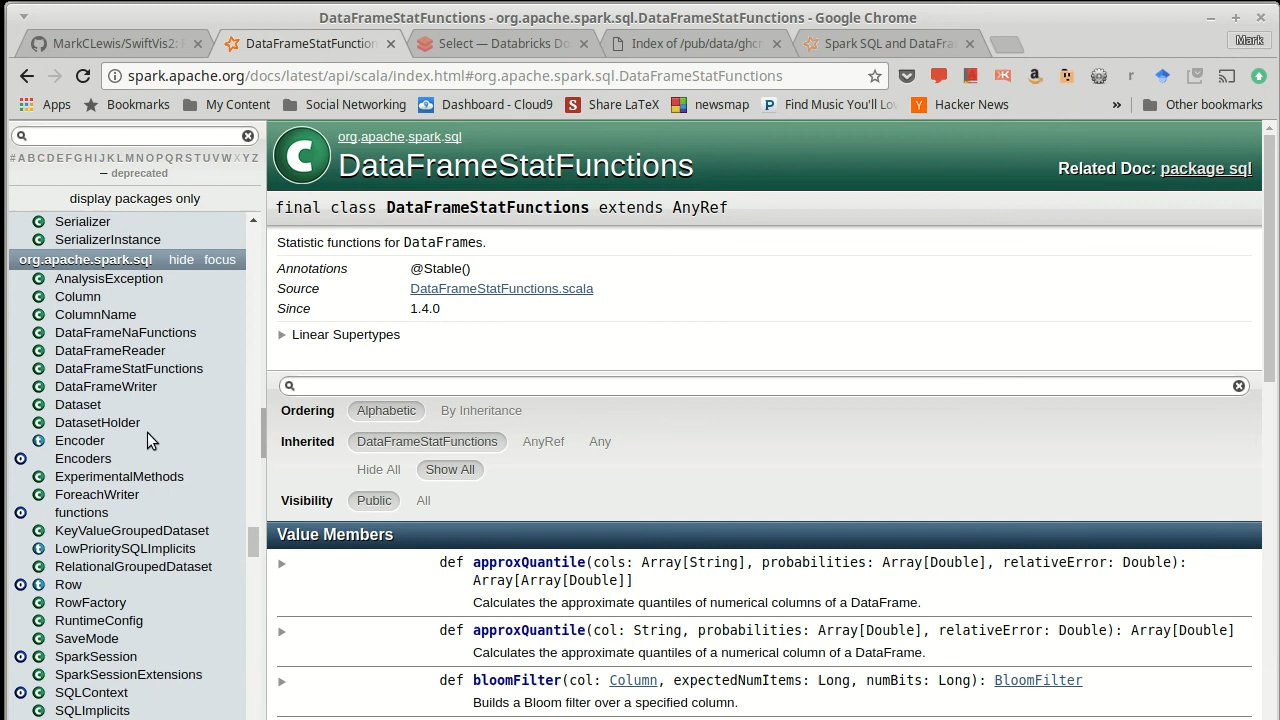 DataFrameStatFunctions - org.apache.spark.sql.DataFrameStatFunctions - Google Chrome
MarkCLewis/SwiftVis2:
DataFrameStatFunction
Select — Databricks Do
Index of /pub/data/ghc
Spark SQL and DataFra
Mark
spark.apache.org/docs/latest/api/scala/index.html#org.apache.spark.sql.DataFrameStatFunctions
Apps
Bookmarks
My Content
Social Networking
Dashboard - Cloud9
Share LaTeX
newsmap
Find Music You'll Lo
Hacker News
»
Other bookmarks
#ABCDEFGHIJKLMNOPQRSTUVWXYZ
– deprecated
display packages only
Serializer
SerializerInstance
org.apache.spark.sql hide focus
AnalysisException
Column
ColumnName
DataFrameNaFunctions
DataFrameReader
DataFrameStatFunctions
DataFrameWriter
Dataset
DatasetHolder
Encoder
Encoders
ExperimentalMethods
ForeachWriter
functions
KeyValueGroupedDataset
LowPrioritySQLImplicits
RelationalGroupedDataset
Row
RowFactory
RuntimeConfig
SaveMode
SparkSession
SparkSessionExtensions
SQLContext
SQLImplicits
org.apache.spark.sql
DataFrameStatFunctions
Related Doc: package sql
final class DataFrameStatFunctions extends AnyRef
Statistic functions for DataFrames.
Annotations @Stable()
Source DataFrameStatFunctions.scala
Since 1.4.0
Linear Supertypes
Ordering Alphabetic By Inheritance
Inherited DataFrameStatFunctions AnyRef Any
Hide All Show All
Visibility Public All
Value Members
def approxQuantile(cols: Array[String], probabilities: Array[Double], relativeError: Double):
Array[Array[Double]]
Calculates the approximate quantiles of numerical columns of a DataFrame.
def approxQuantile(col: String, probabilities: Array[Double], relativeError: Double): Array[Double]
Calculates the approximate quantiles of a numerical column of a DataFrame.
def bloomFilter(col: Column, expectedNumItems: Long, numBits: Long): BloomFilter
Builds a Bloom filter over a specified column.